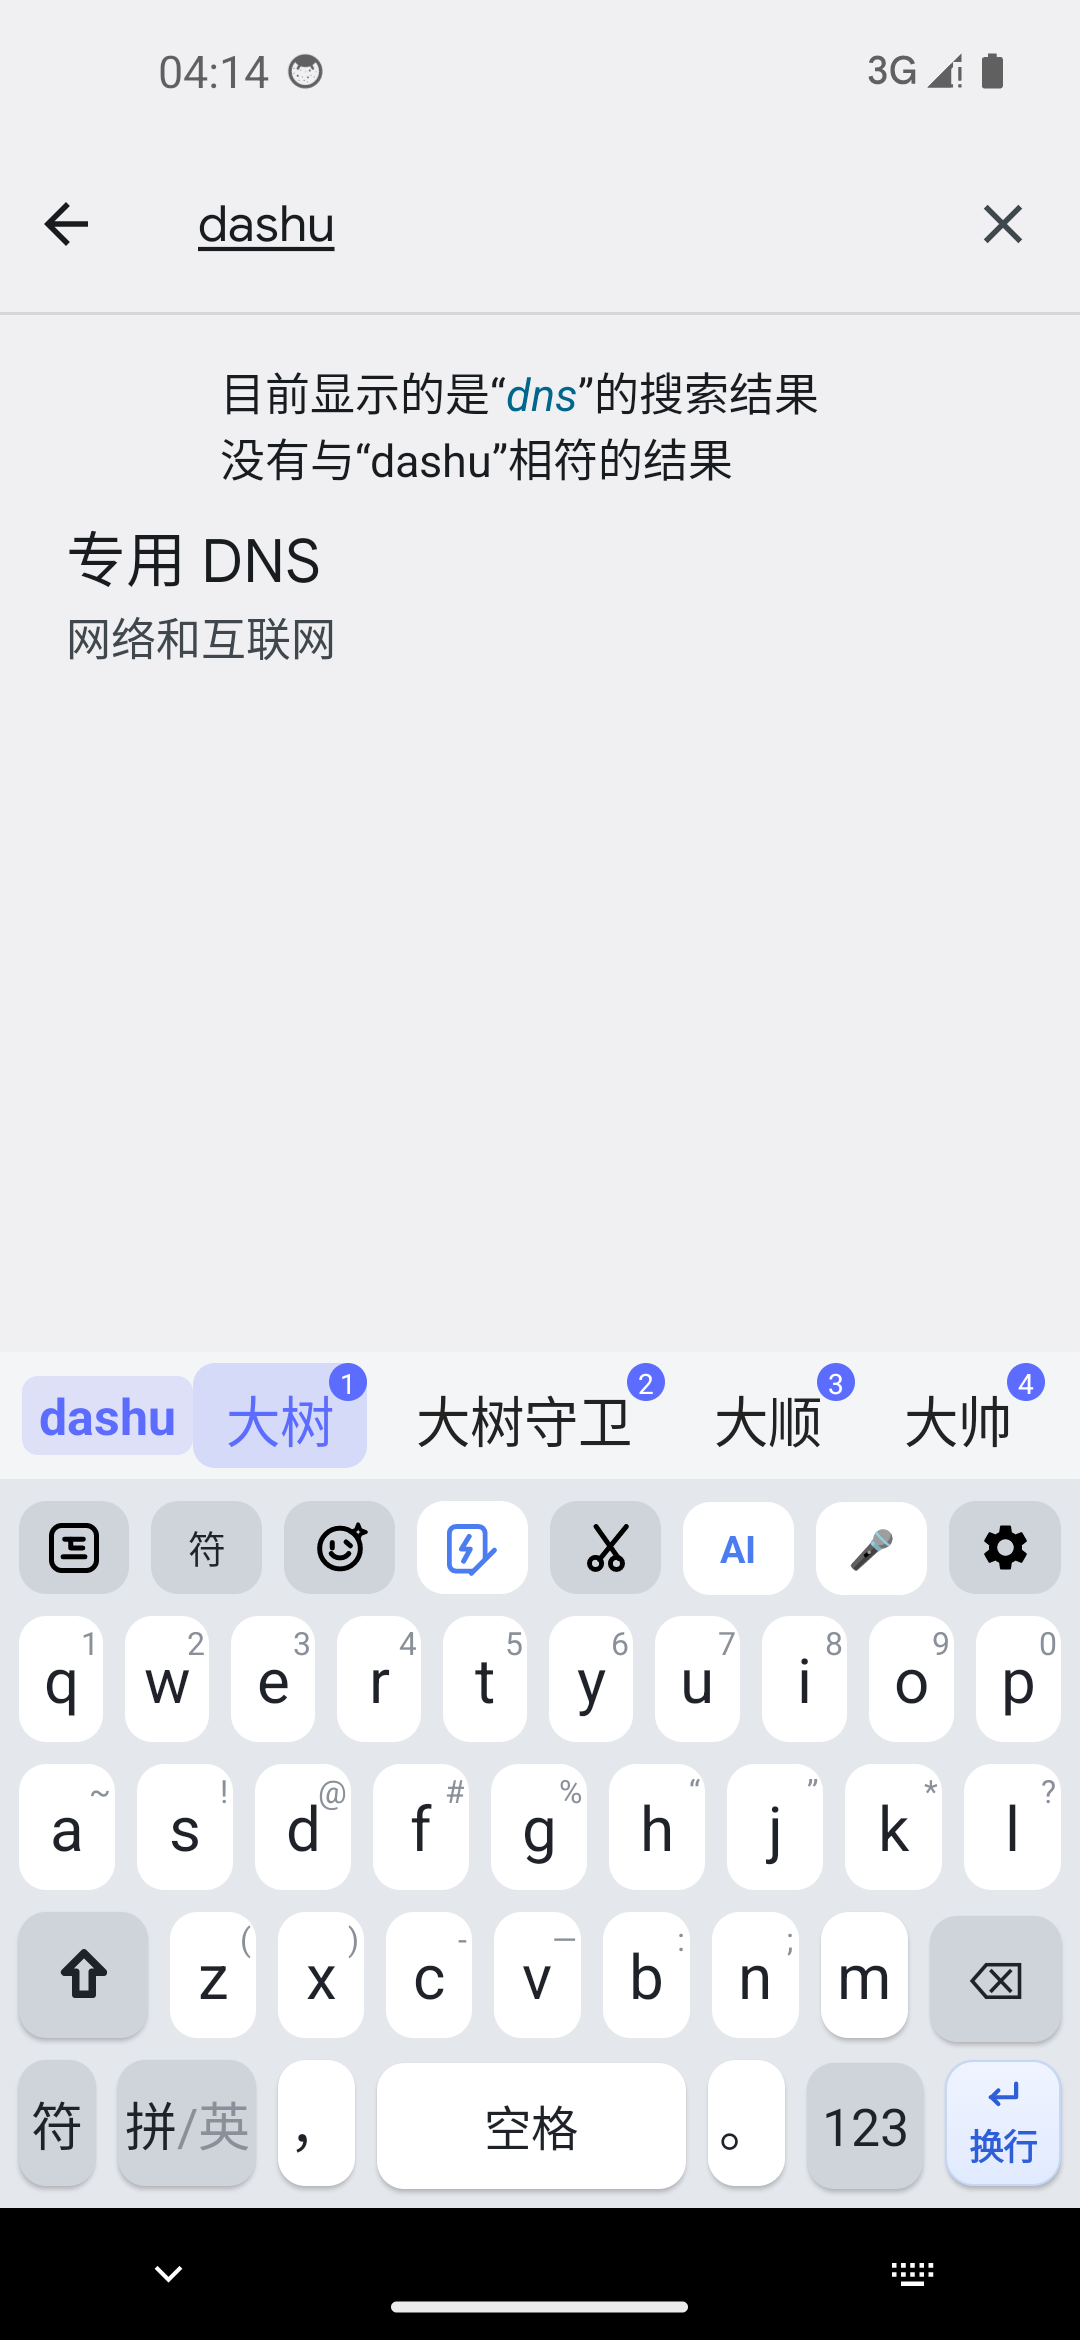 04:14 3G
dashu
目前显示的是“dns”的搜索结果
没有与“dashu”相符的结果
专用 DNS
网络和互联网
dashu 大树 1 大树守卫 2 大顺 3 大帅 4
符 AI
q 1 w 2 e 3 r 4 t 5 y 6 u 7 i 8 o 9 p 0
a ~ s ! d @ f # g % h “ j ” k * l ?
z ( x ) c - v — b : n ; m
符 拼/英 ， 空格 。 123 换行